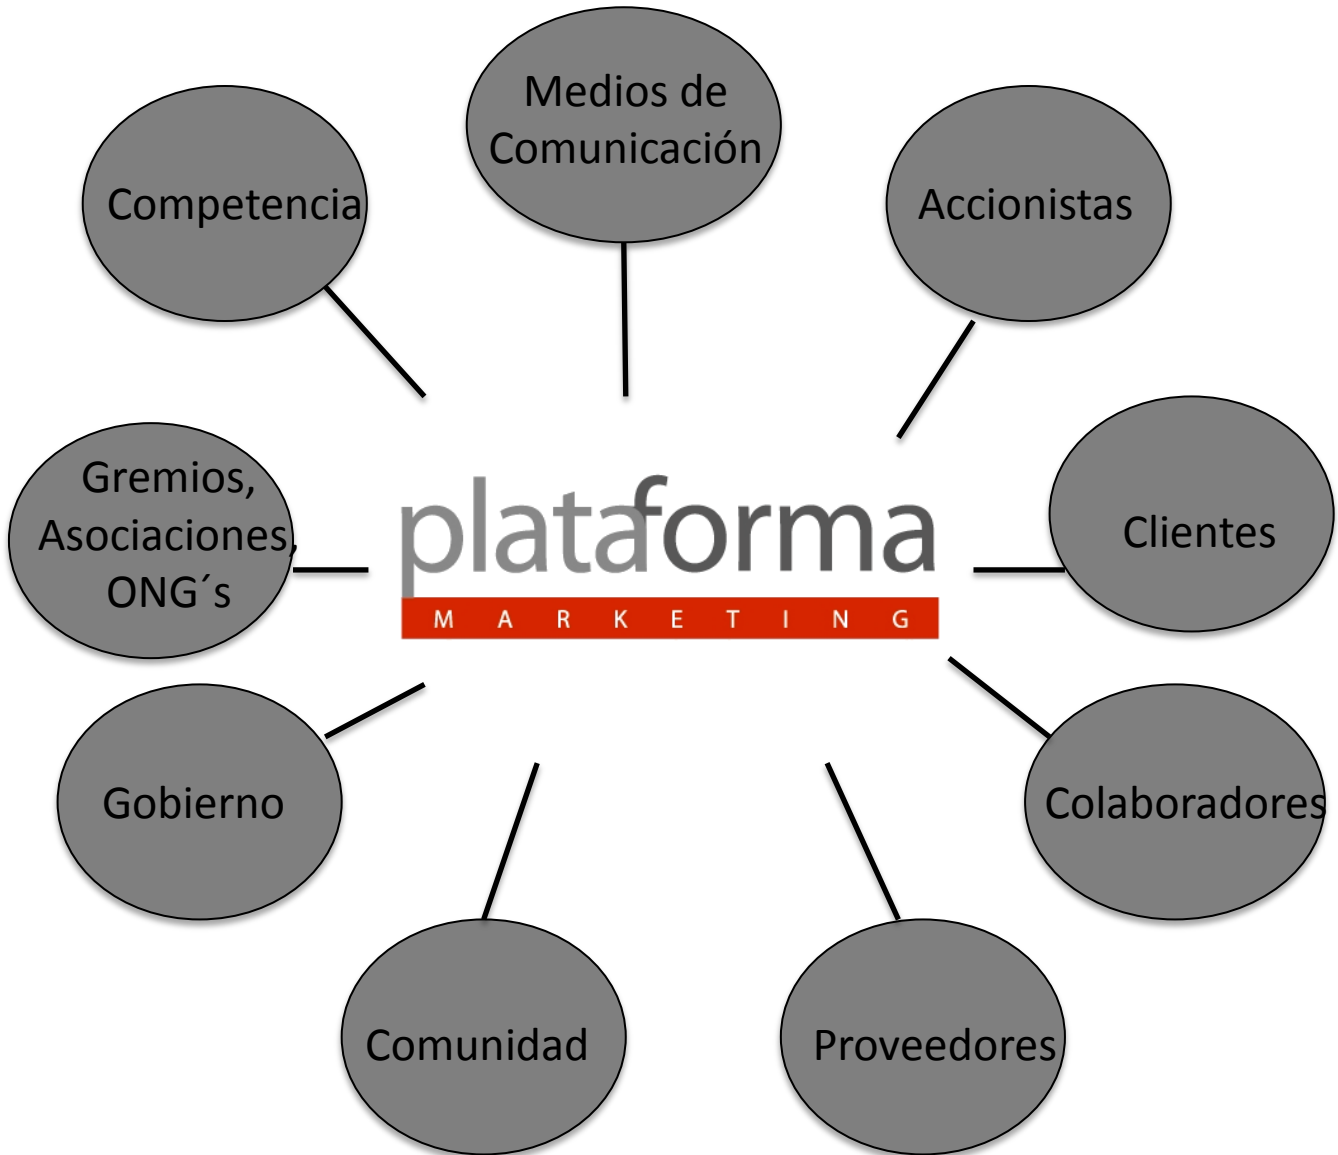 Medios de
Comunicación
Competencia
Accionistas
Gremios,
Asociaciones,
ONG´s
plataforma
MARKETING
Clientes
Gobierno
Colaboradores
Comunidad
Proveedores